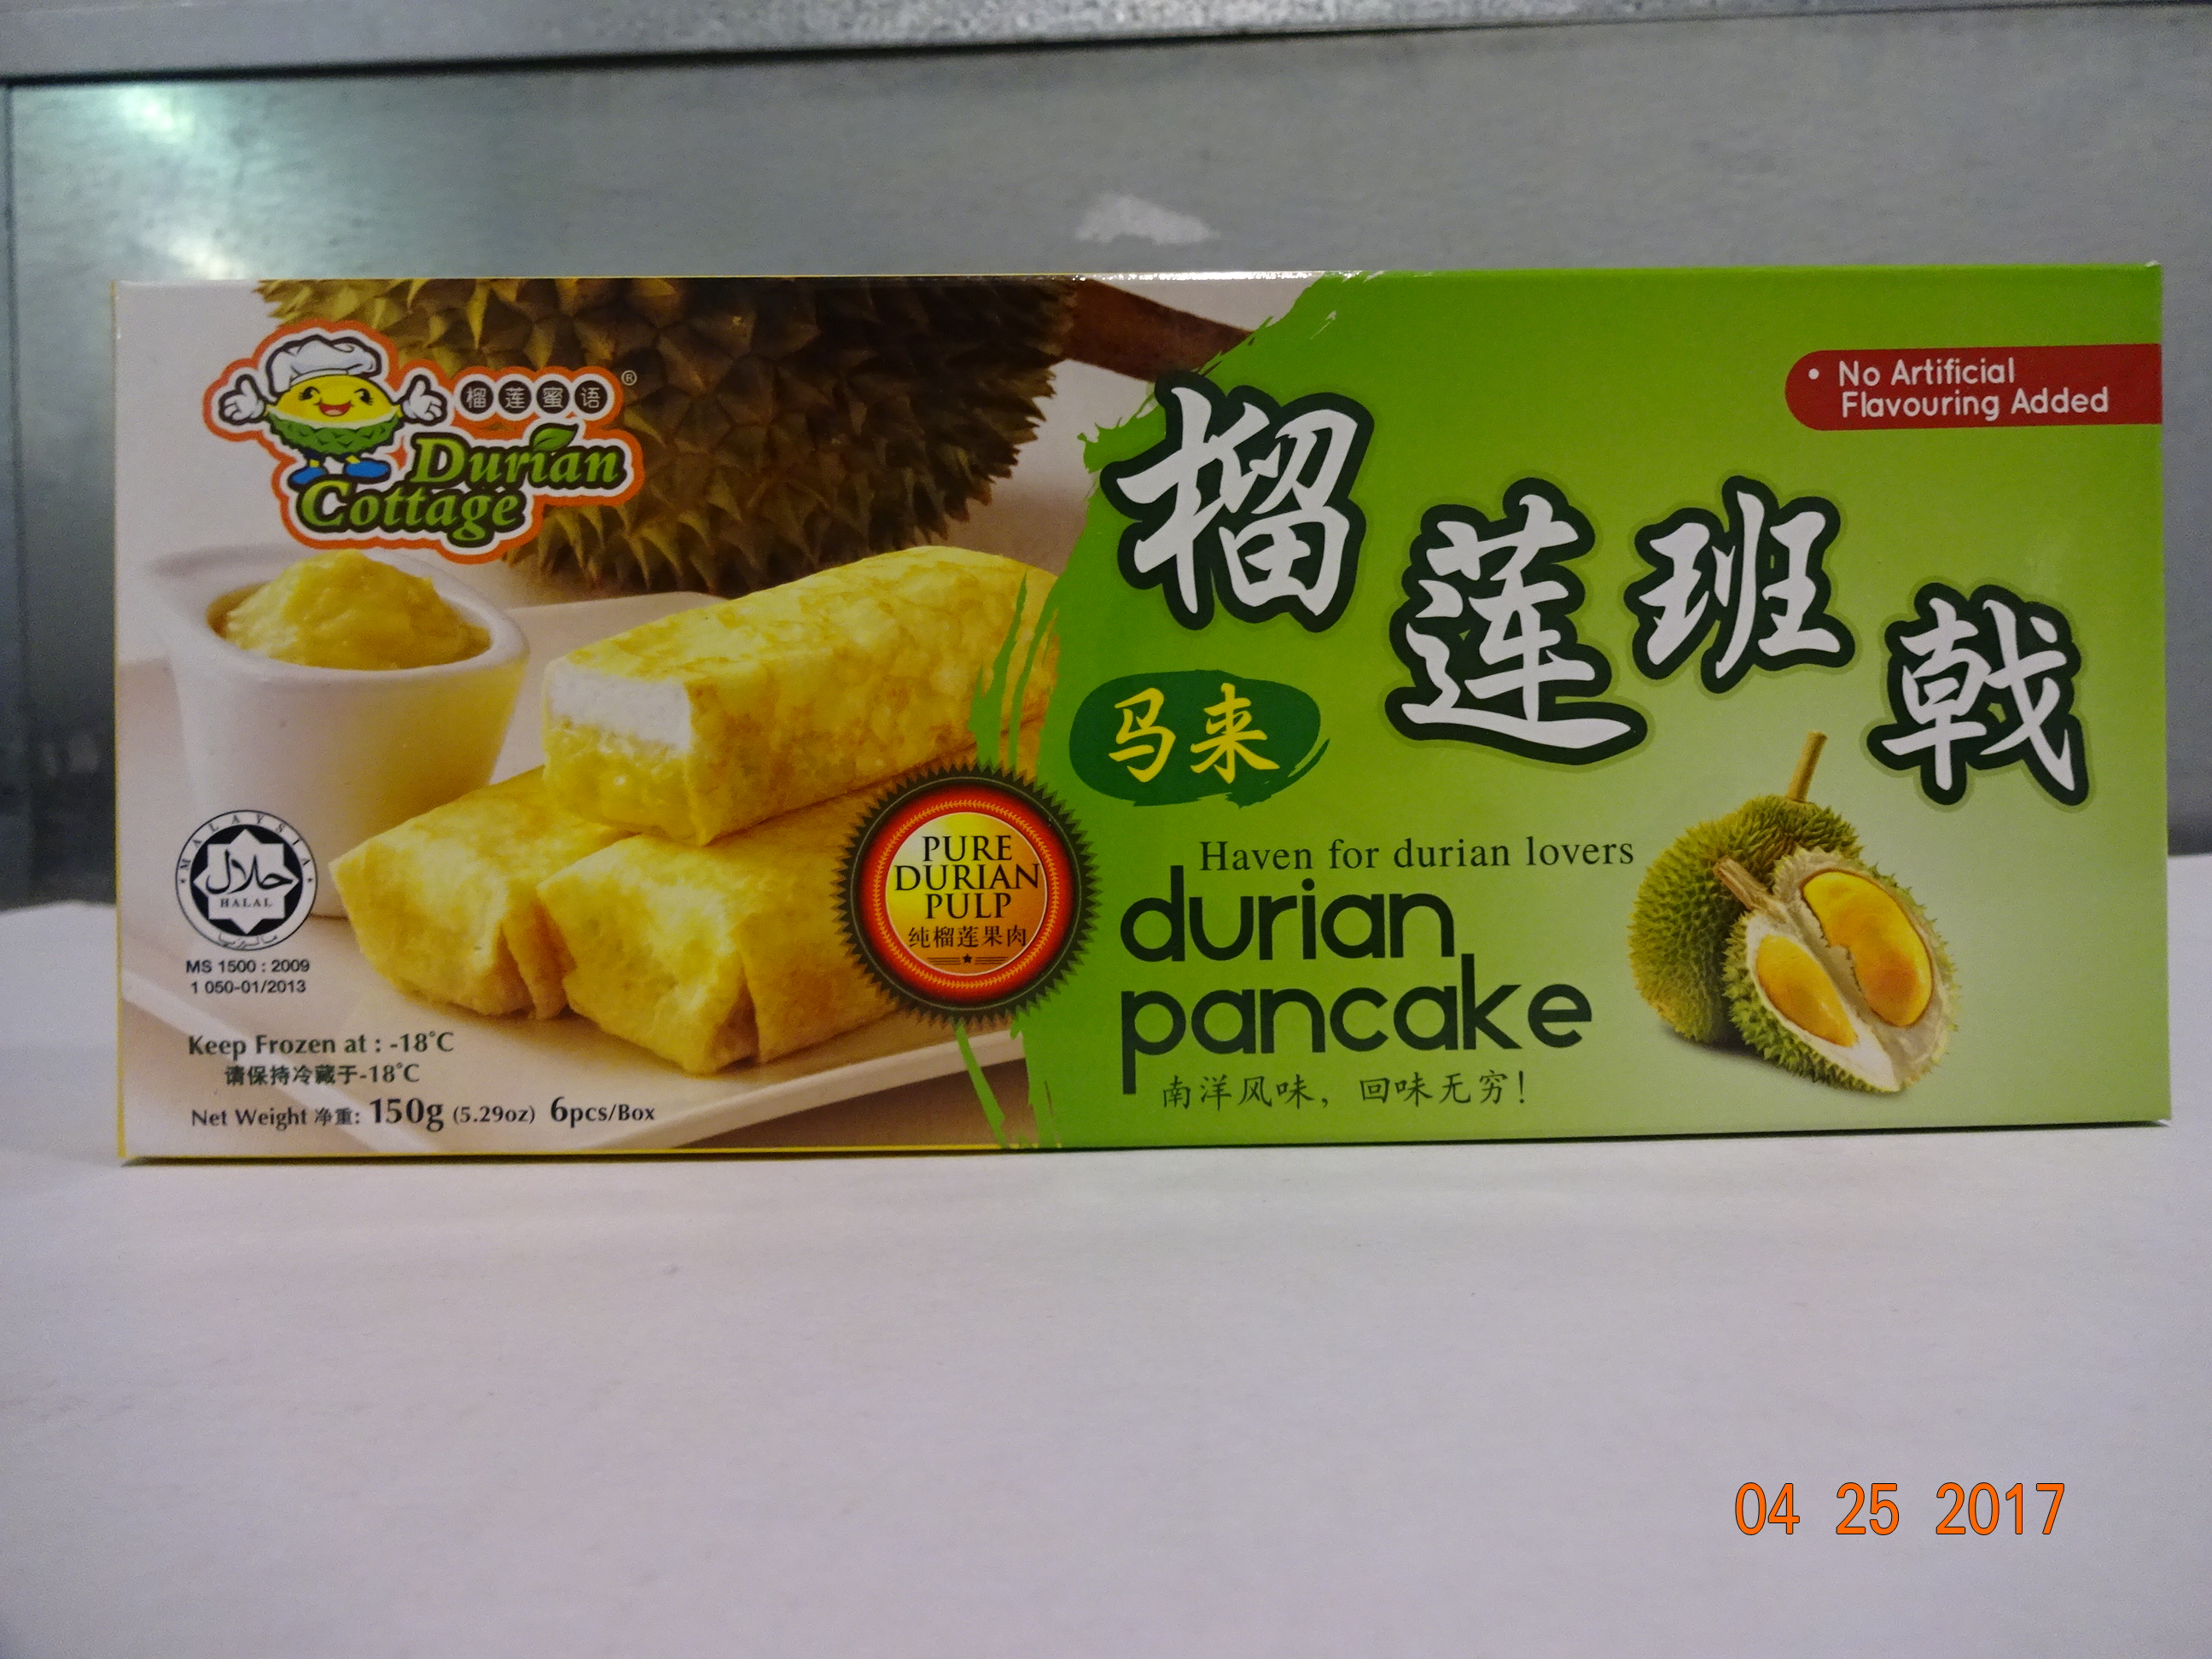 榴莲蜜语®
Durian
Cottage
MALAYSIA
حلال
HALAL
MS 1500 : 2009
1 050-01/2013
Keep Frozen at : -18°C
请保持冷藏于-18°C
Net Weight 净重: 150g (5.29oz) 6pcs/Box
PURE
DURIAN
PULP
纯榴莲果肉
• No Artificial
Flavouring Added
榴莲班戟
马来
Haven for durian lovers
durian
pancake
南洋风味，回味无穷！
04 25 2017